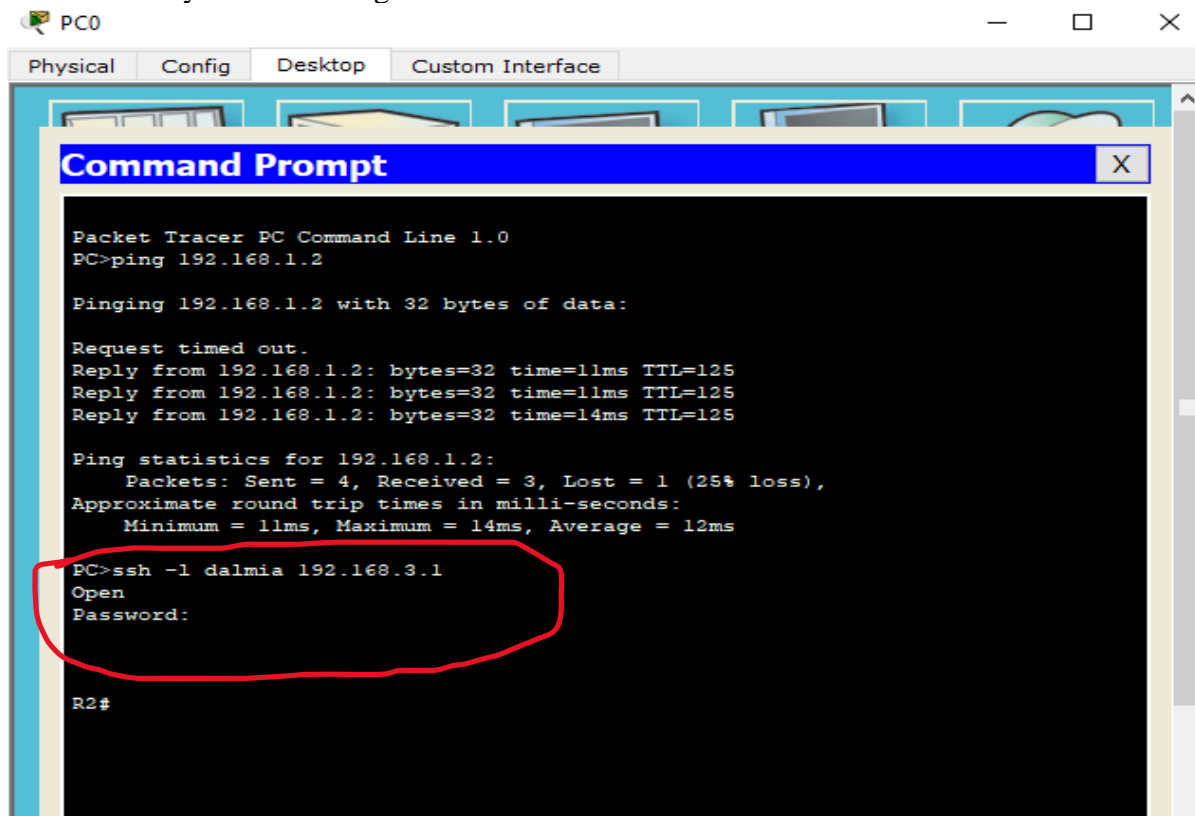 PC0
Physical Config Desktop Custom Interface
Command Prompt
X
Packet Tracer PC Command Line 1.0
PC>ping 192.168.1.2
Pinging 192.168.1.2 with 32 bytes of data:
Request timed out.
Reply from 192.168.1.2: bytes=32 time=11ms TTL=125
Reply from 192.168.1.2: bytes=32 time=11ms TTL=125
Reply from 192.168.1.2: bytes=32 time=14ms TTL=125
Ping statistics for 192.168.1.2:
Packets: Sent = 4, Received = 3, Lost = 1 (25% loss),
Approximate round trip times in milli-seconds:
Minimum = 11ms, Maximum = 14ms, Average = 12ms
PC>ssh -l dalmia 192.168.3.1
Open
Password:
R2#